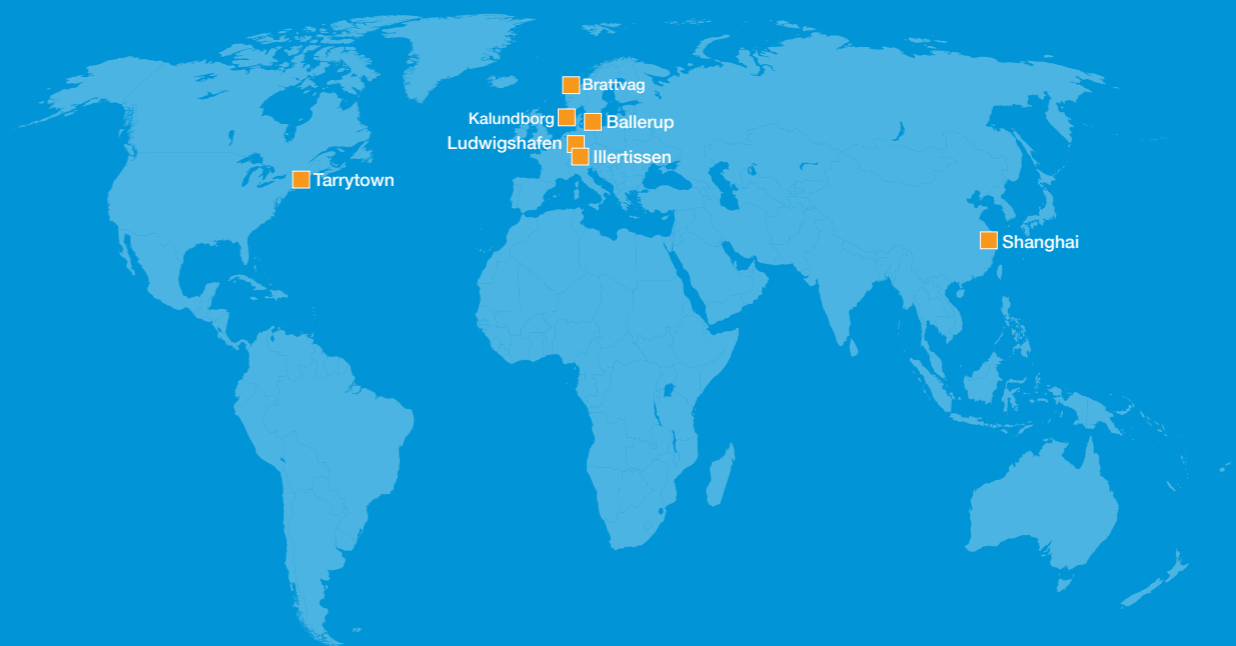 Brattvag
Kalundborg
Ballerup
Ludwigshafen
Illertissen
Tarrytown
Shanghai